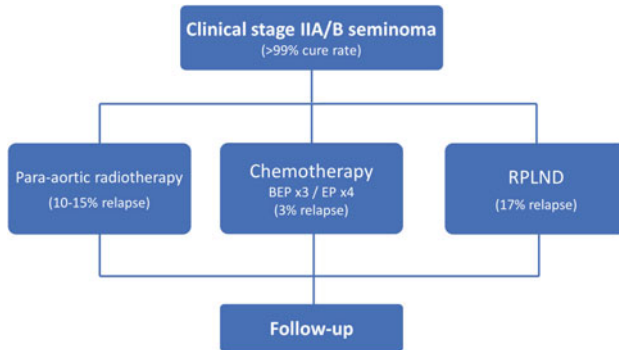 Clinical stage IIA/B seminoma
(>99% cure rate)
Para-aortic radiotherapy
(10-15% relapse)
Chemotherapy
BEP x3 / EP x4
(3% relapse)
RPLND
(17% relapse)
Follow-up